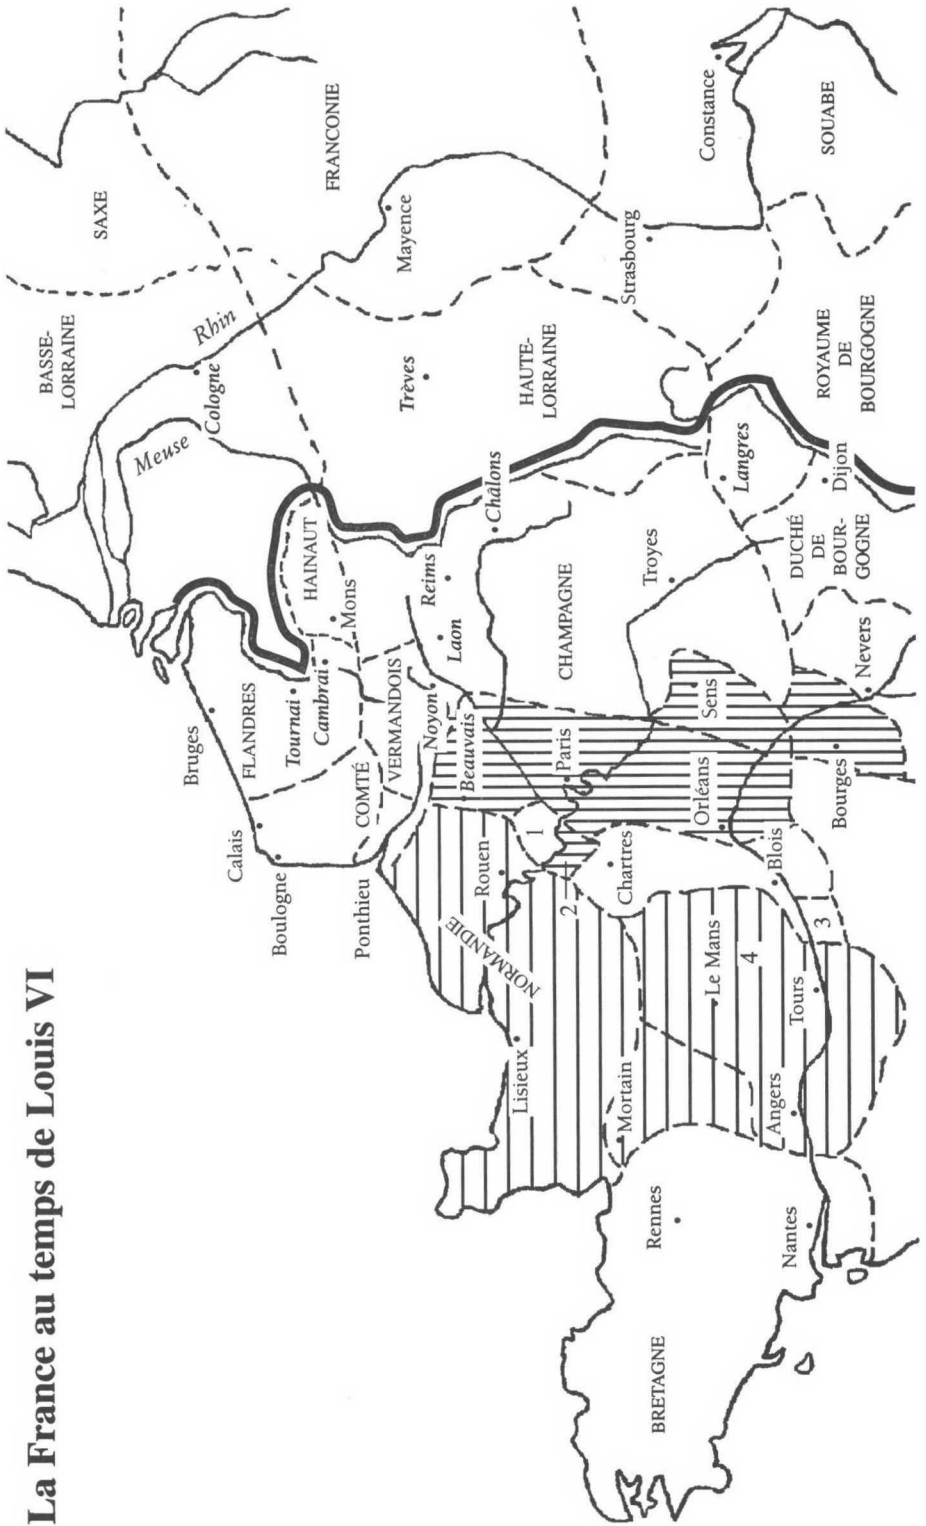 La France au temps de Louis VI
SAXE
BASSE-
LORRAINE
FRANCONIE
Rhin
Meuse
Cologne
Mayence
Trèves
HAUTE-
LORRAINE
Strasbourg
Constance
SOUABE
ROYAUME
DE
BOURGOGNE
Bruges
FLANDRES
Tournai
Cambrai
HAINAUT
Mons
Calais
Boulogne
Ponthieu
COMTÉ
VERMANDOIS
Noyon
Laon
Reims
Châlons
Beauvais
CHAMPAGNE
Troyes
Langres
Dijon
DUCHÉ
DE
BOUR-
GOGNE
Nevers
Sens
Paris
Orléans
Bourges
1
2
Rouen
NORMANDIE
Lisieux
Chartres
Blois
3
Le Mans
4
Tours
Mortain
Angers
Rennes
Nantes
BRETAGNE